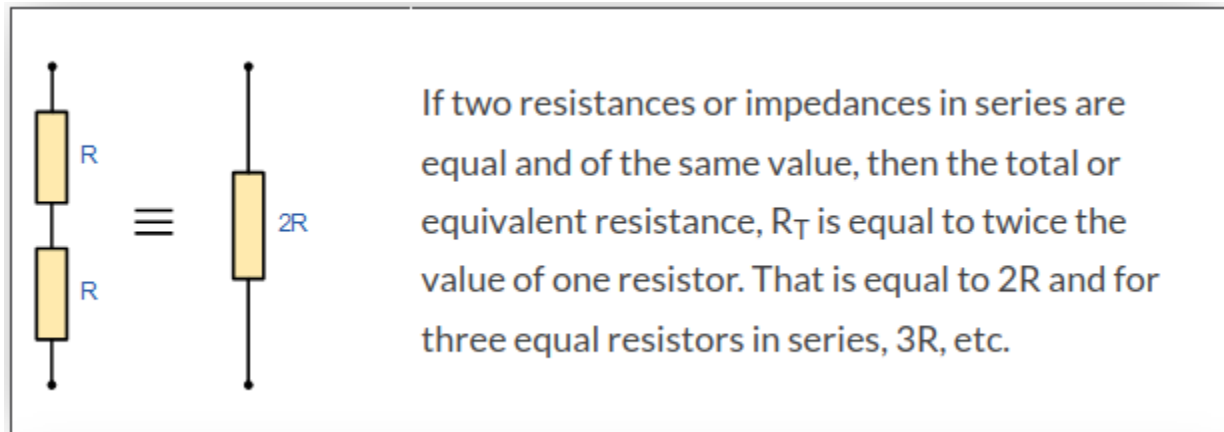 R
R
2R
If two resistances or impedances in series are
equal and of the same value, then the total or
equivalent resistance, R_T is equal to twice the
value of one resistor. That is equal to 2R and for
three equal resistors in series, 3R, etc.